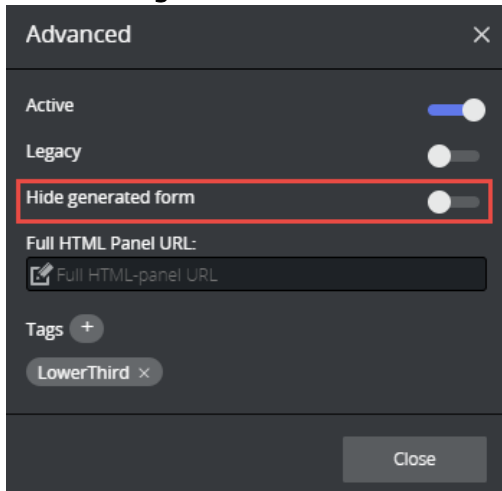 Advanced
Active
Legacy
Hide generated form
Full HTML Panel URL:
Full HTML-panel URL
Tags +
LowerThird ×
Close